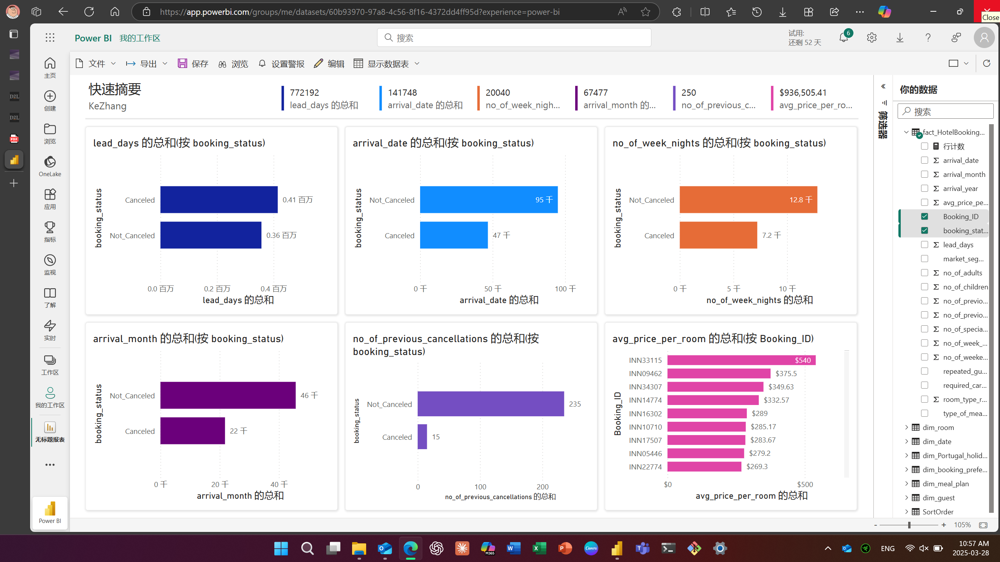 https://app.powerbi.com/groups/me/datasets/60b93970-97a8-4c56-8f16-4372dd4ff95d?experience=power-bi
Close
Power BI 我的工作区
搜索
试用:
还剩 52 天
6
文件
导出
保存
浏览
设置警报
编辑
显示数据表
主页
创建
浏览
OneLake
应用
指标
监视
了解
实时
工作区
我的工作区
无标题报表
Power BI
D2L
D2L
PDF
快速摘要
KeZhang
772192
lead_days 的总和
141748
arrival_date 的总和
20040
no_of_week_nigh...
67477
arrival_month 的...
250
no_of_previous_c...
$936,505.41
avg_price_per_ro...
lead_days 的总和(按 booking_status)
booking_status
Canceled
0.41 百万
Not_Canceled
0.36 百万
0.0 百万
0.2 百万
0.4 百万
lead_days 的总和
arrival_date 的总和(按 booking_status)
booking_status
Not_Canceled
95 千
Canceled
47 千
0 千
50 千
100 千
arrival_date 的总和
no_of_week_nights 的总和(按 booking_status)
booking_status
Not_Canceled
12.8 千
Canceled
7.2 千
0 千
5 千
10 千
no_of_week_nights 的总和
arrival_month 的总和(按 booking_status)
booking_status
Not_Canceled
46 千
Canceled
22 千
0 千
20 千
40 千
arrival_month 的总和
no_of_previous_cancellations 的总和(按
booking_status)
booking_status
Not_Canceled
235
Canceled
15
0
100
200
no_of_previous_cancellations 的总和
avg_price_per_room 的总和(按 Booking_ID)
Booking_ID
INN33115 $540
INN09462 $375.5
INN34307 $349.63
INN14774 $332.57
INN16302 $289
INN10710 $285.17
INN17507 $283.67
INN05446 $279.2
INN22774 $269.3
$0
$500
avg_price_per_room 的总和
筛选器
你的数据
搜索
fact_HotelBooking...
行计数
arrival_date
arrival_month
arrival_year
avg_price_pe...
Booking_ID
booking_stat...
lead_days
market_seg...
no_of_adults
no_of_children
no_of_previo...
no_of_previo...
no_of_specia...
no_of_week_...
no_of_weeke...
repeated_gu...
required_car...
room_type_r...
type_of_mea...
dim_room
dim_date
dim_Portugal_holid...
dim_booking_prefe...
dim_meal_plan
dim_guest
SortOrder
- + 105%
M365
Canva
ENG
10:57 AM
2025-03-28